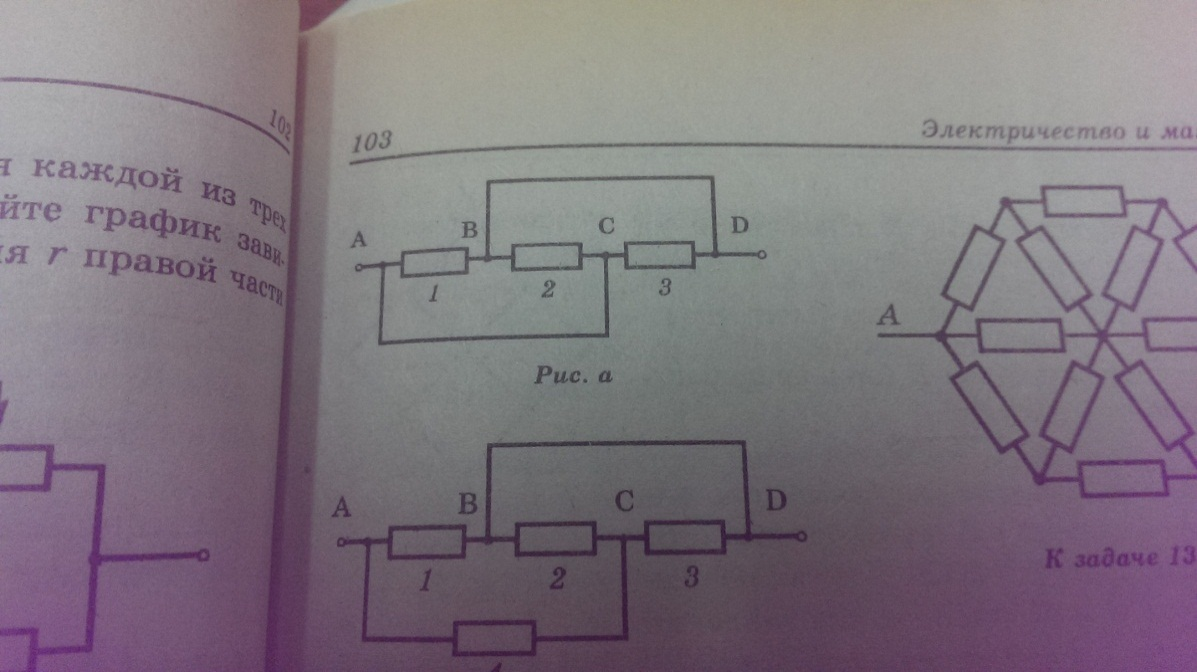 102
каждой из трех
йте график зави-
я r правой части
103
Электричество и ма
A
B
C
D
1
2
3
Рис. а
A
B
C
D
1
2
3
A
К задаче 13